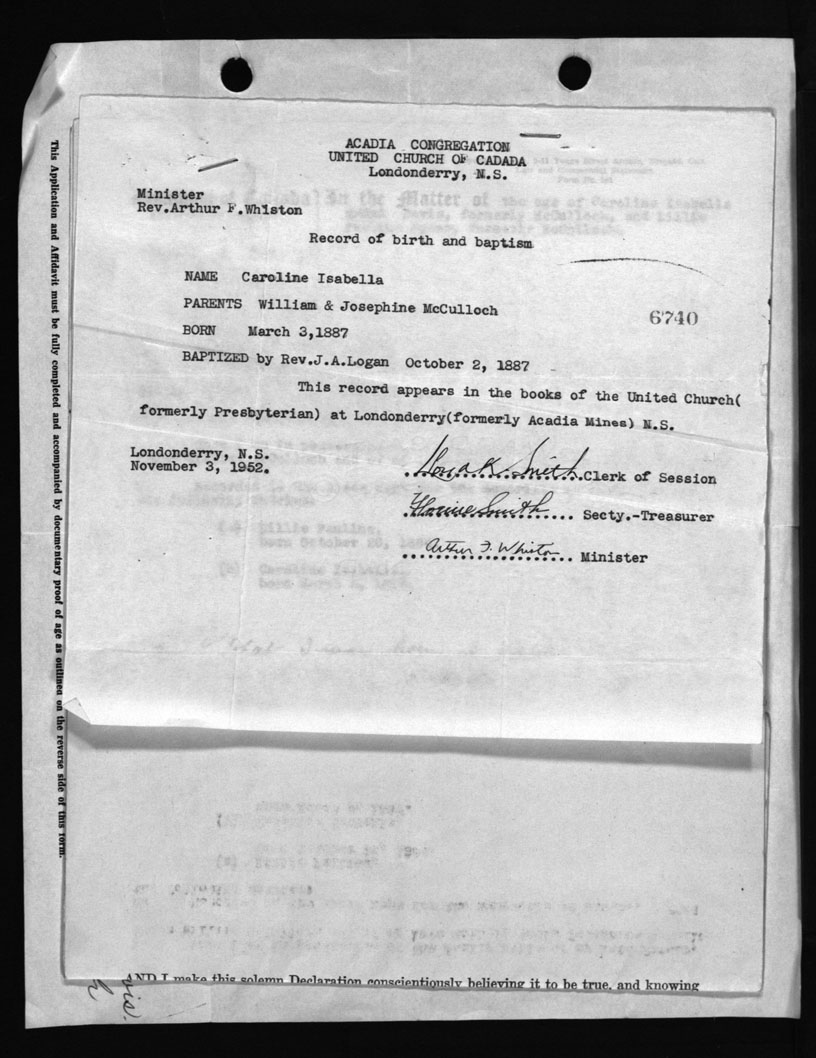 ACADIA CONGREGATION
UNITED CHURCH OF CADADA
Londonderry, N.S.
Minister
Rev.Arthur F.Whiston
Record of birth and baptism
NAME Caroline Isabella
PARENTS William & Josephine McCulloch
6740
BORN March 3,1887
BAPTIZED by Rev.J.A.Logan October 2, 1887
This record appears in the books of the United Church(
formerly Presbyterian) at Londonderry(formerly Acadia Mines) N.S.
Londonderry, N.S.
November 3, 1952.
Smith Clerk of Session
Smith Secty.-Treasurer
Arthur F. Whiston Minister
This Application and Affidavit must be fully completed and accompanied by documentary proof of age as outlined on the reverse side of this form.
AND I make this solemn Declaration conscientiously believing it to be true, and knowing